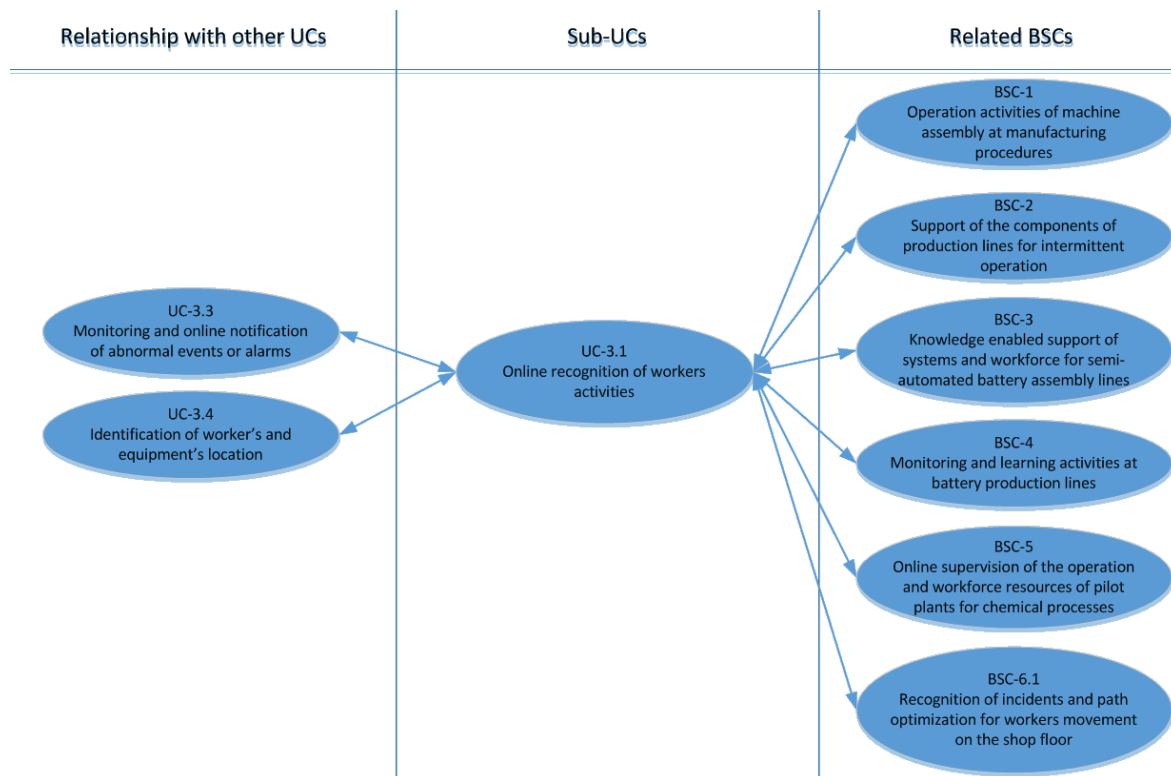 Relationship with other UCs
Sub-UCs
Related BSCs
UC-3.3
Monitoring and online notification
of abnormal events or alarms
UC-3.4
Identification of worker's and
equipment's location
UC-3.1
Online recognition of workers
activities
BSC-1
Operation activities of machine
assembly at manufacturing
procedures
BSC-2
Support of the components of
production lines for intermittent
operation
BSC-3
Knowledge enabled support of
systems and workforce for semi-
automated battery assembly lines
BSC-4
Monitoring and learning activities at
battery production lines
BSC-5
Online supervision of the operation
and workforce resources of pilot
plants for chemical processes
BSC-6.1
Recognition of incidents and path
optimization for workers movement
on the shop floor